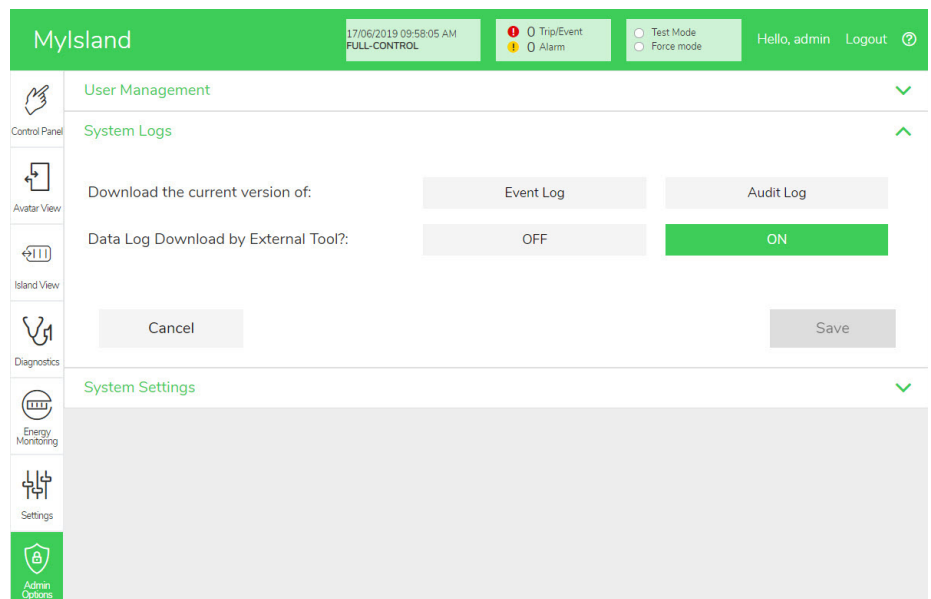 MyIsland
17/06/2019 09:58:05 AM
FULL-CONTROL
! 0 Trip/Event
! 0 Alarm
Test Mode
Force mode
Hello, admin Logout ?
Control Panel
Avatar View
Island View
Diagnostics
Energy
Monitoring
Settings
Admin
Options
User Management
System Logs
Download the current version of: Event Log Audit Log
Data Log Download by External Tool?: OFF ON
Cancel Save
System Settings